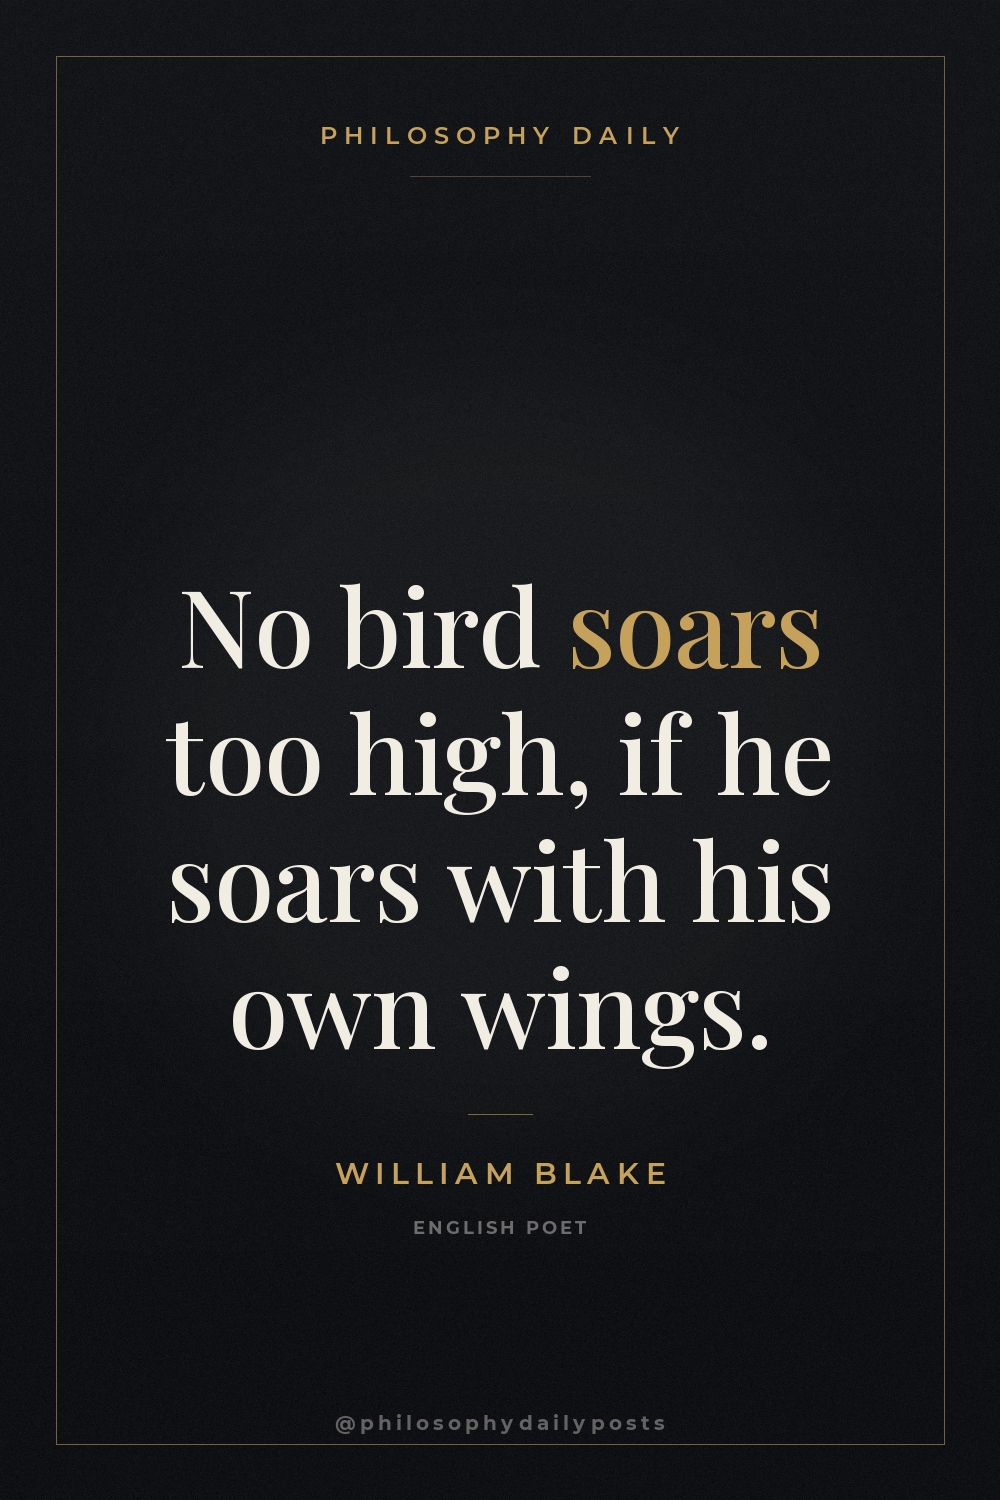 PHILOSOPHY DAILY
No bird soars
too high, if he
soars with his
own wings.
WILLIAM BLAKE
ENGLISH POET
@philosophydailyposts